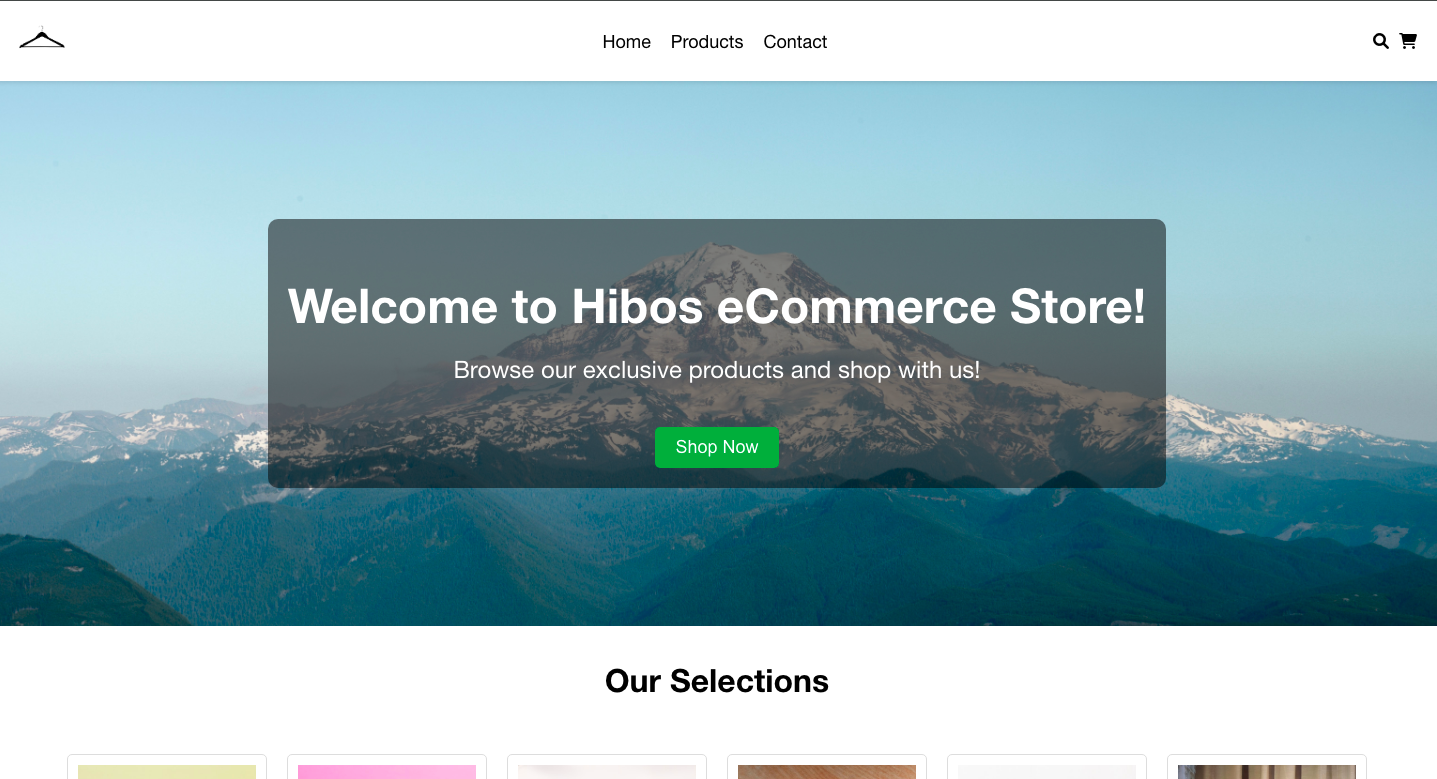 Home
Products
Contact
Welcome to Hibos eCommerce Store!
Browse our exclusive products and shop with us!
Shop Now
Our Selections